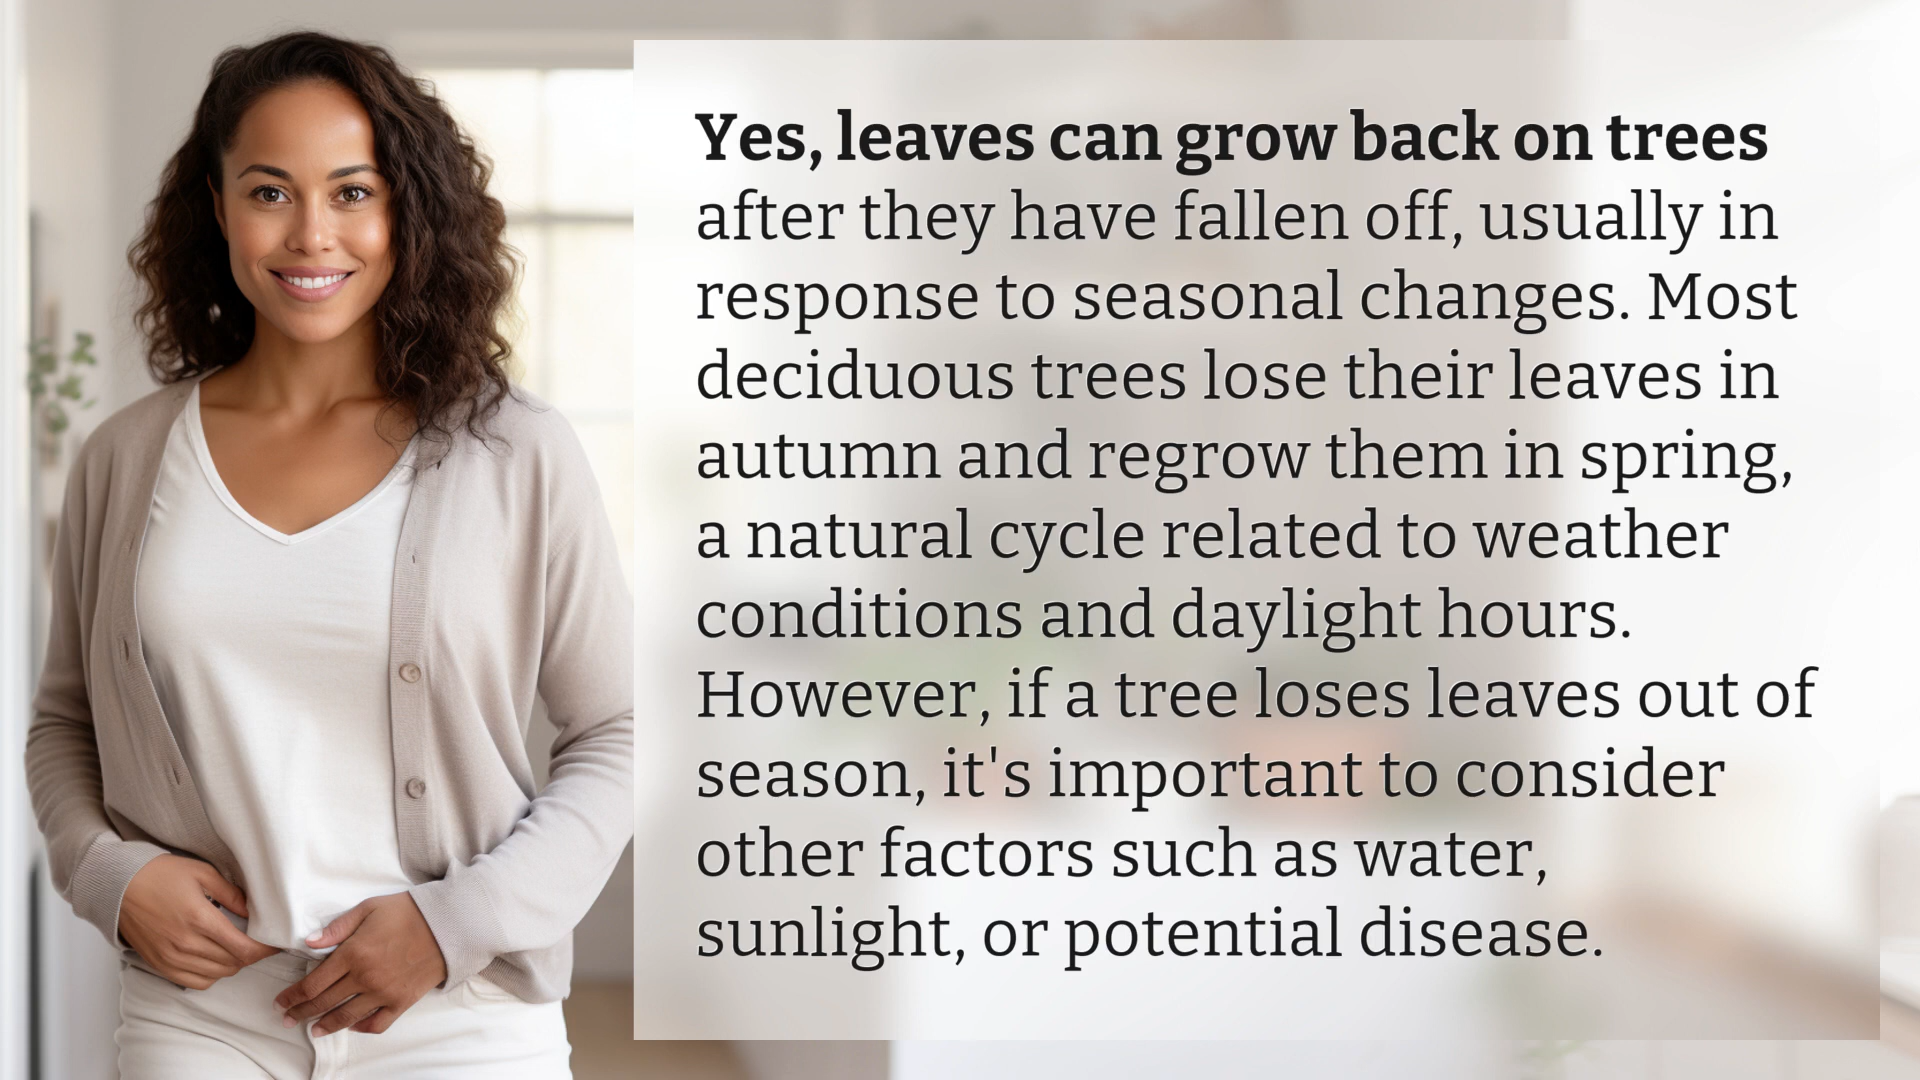 Yes, leaves can grow back on trees
after they have fallen off, usually in
response to seasonal changes. Most
deciduous trees lose their leaves in
autumn and regrow them in spring,
a natural cycle related to weather
conditions and daylight hours.
However, if a tree loses leaves out of
season, it's important to consider
other factors such as water,
sunlight, or potential disease.